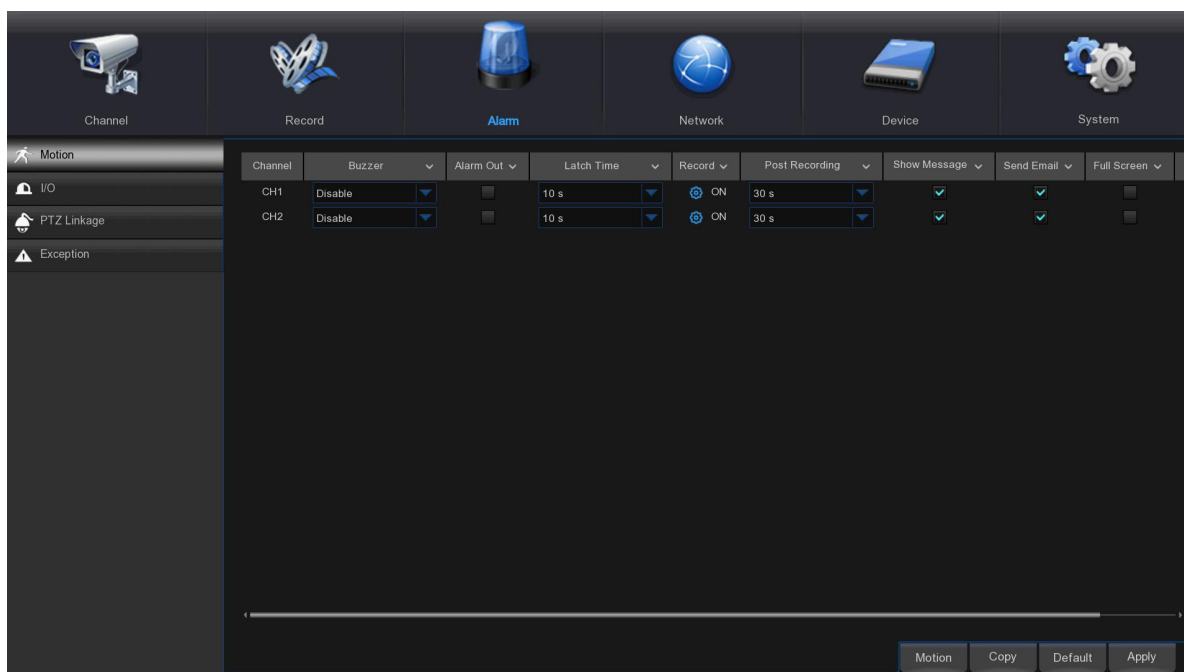 Channel Record Alarm Network Device System
Motion
Channel Buzzer Alarm Out Latch Time Record Post Recording Show Message Send Email Full Screen
I/O
CH1 Disable 10 s ON 30 s
PTZ Linkage
CH2 Disable 10 s ON 30 s
Exception
Motion Copy Default Apply